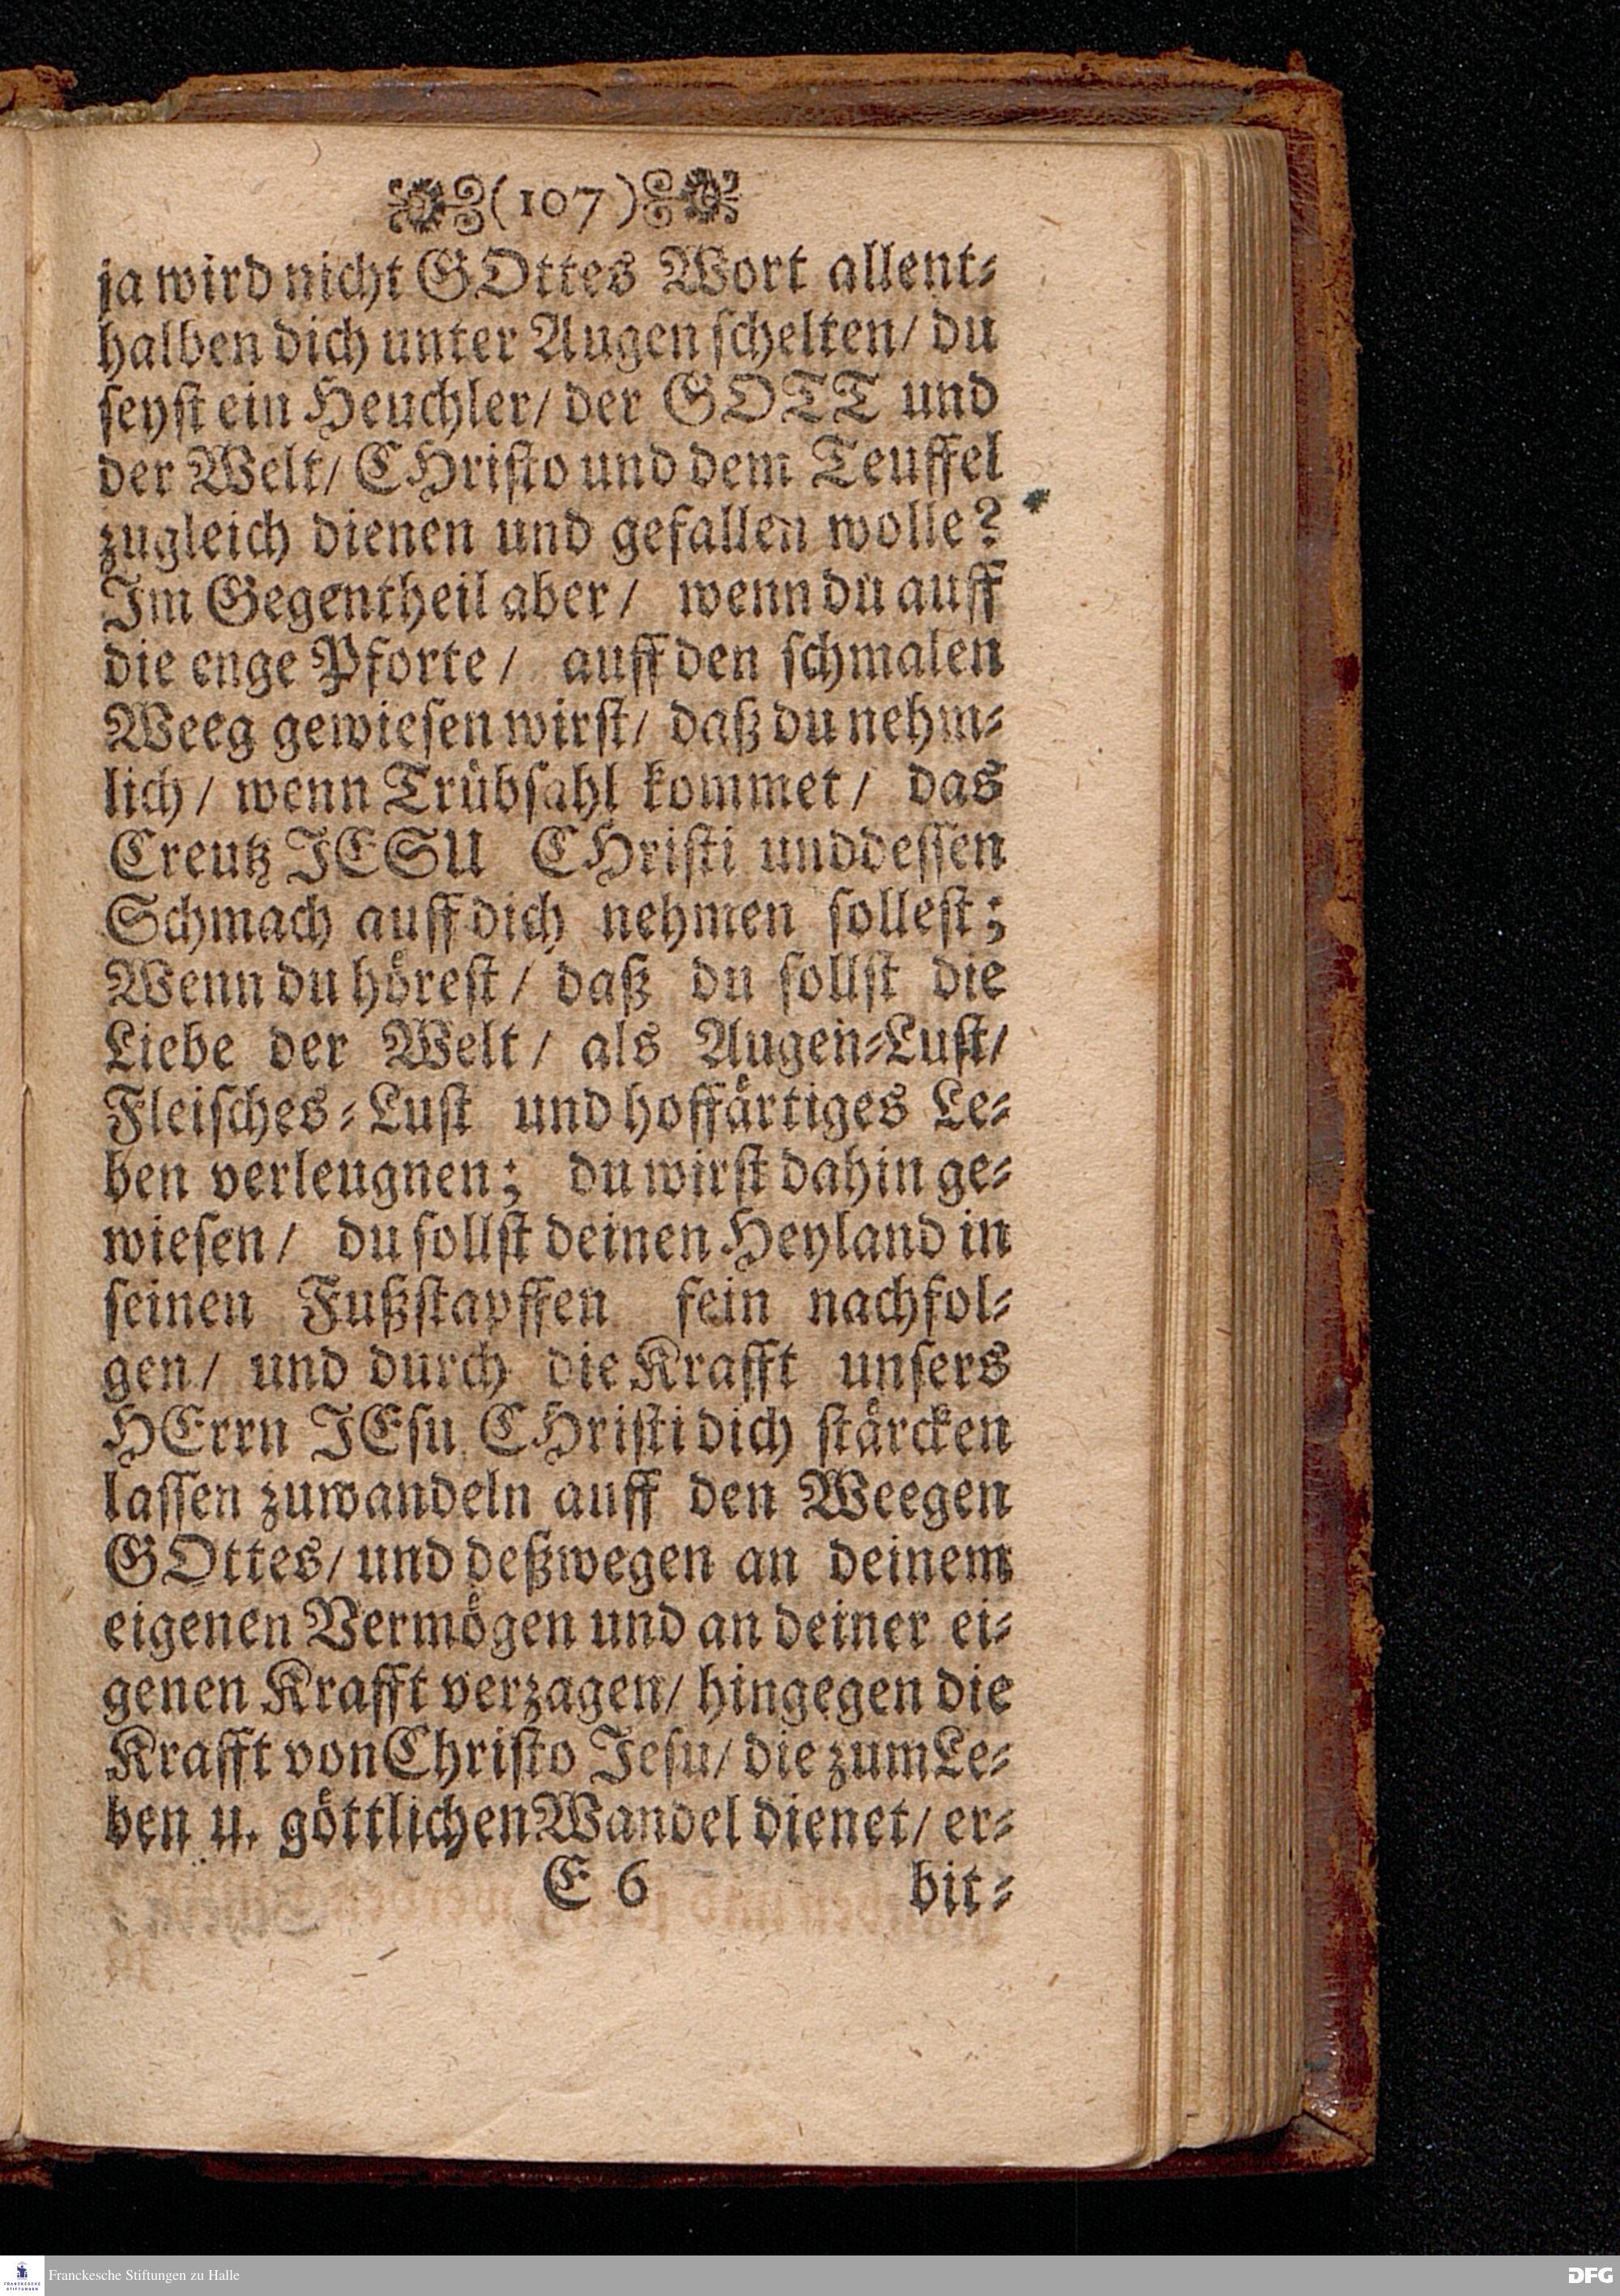 (107)
ja wird nicht GOttes Wort allent-
halben dich unter Augen schelten/ du
seyst ein Heuchler/ der GOTT und
der Welt/ CHristo und dem Teuffel
zugleich dienen und gefallen wolle?
Im Gegentheil aber/ wenn du auff
die enge Pforte/ auff den schmalen
Weeg gewiesen wirst/ daß du nehm-
lich/ wenn Trübsahl kommet/ das
Creutz JESU CHristi unddessen
Schmach auff dich nehmen sollest;
Wenn du hörest/ daß du sollst die
Liebe der Welt/ als Augen-Lust/
Fleisches-Lust und hoffärtiges Le-
ben verleugnen; du wirst dahin ge-
wiesen/ du sollst deinen Heyland in
seinen Fußstapffen fein nachfol-
gen/ und durch die Krafft unsers
HErrn JEsu CHristi dich stärcken
lassen zuwandeln auff den Weegen
GOttes/ und deßwegen an deinem
eigenen Vermögen und an deiner ei-
genen Krafft verzagen/ hingegen die
Krafft von Christo Jesu/ die zum Le-
ben u. göttlichen Wandel dienet/ er-
E 6 bit-
FRANCKESCHE STIFTUNGEN
Franckesche Stiftungen zu Halle
DFG